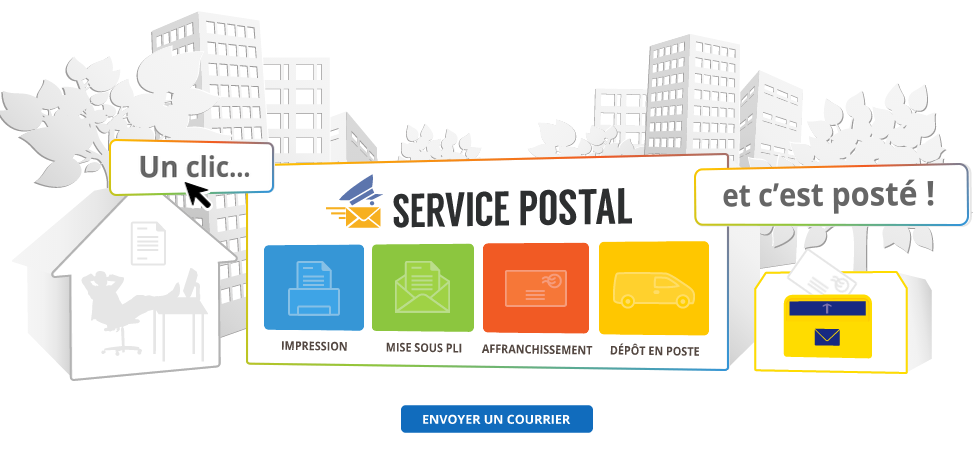 Un clic...
et c’est posté !
SERVICE POSTAL
IMPRESSION
MISE SOUS PLI
AFFRANCHISSEMENT
DÉPÔT EN POSTE
ENVOYER UN COURRIER